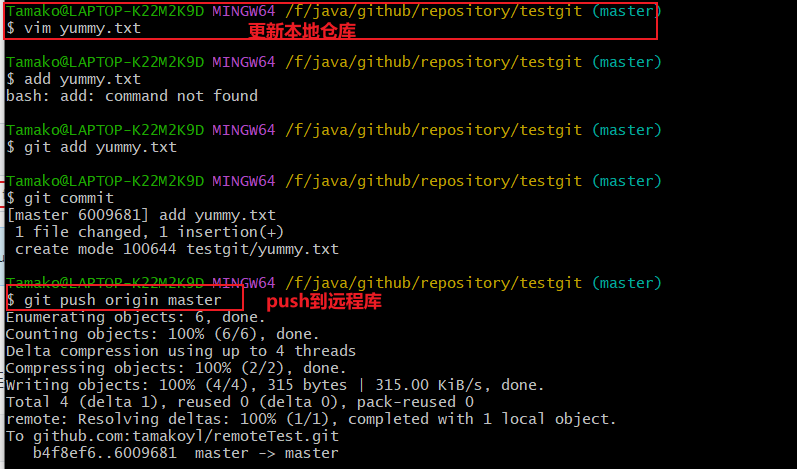 Tamako@LAPTOP-K22M2K9D MINGW64 /f/java/github/repository/testgit (master)
$ vim yummy.txt 更新本地仓库
Tamako@LAPTOP-K22M2K9D MINGW64 /f/java/github/repository/testgit (master)
$ add yummy.txt
bash: add: command not found
Tamako@LAPTOP-K22M2K9D MINGW64 /f/java/github/repository/testgit (master)
$ git add yummy.txt
Tamako@LAPTOP-K22M2K9D MINGW64 /f/java/github/repository/testgit (master)
$ git commit
[master 6009681] add yummy.txt
1 file changed, 1 insertion(+)
create mode 100644 testgit/yummy.txt
Tamako@LAPTOP-K22M2K9D MINGW64 /f/java/github/repository/testgit (master)
$ git push origin master push到远程库
Enumerating objects: 6, done.
Counting objects: 100% (6/6), done.
Delta compression using up to 4 threads
Compressing objects: 100% (2/2), done.
Writing objects: 100% (4/4), 315 bytes | 315.00 KiB/s, done.
Total 4 (delta 1), reused 0 (delta 0), pack-reused 0
remote: Resolving deltas: 100% (1/1), completed with 1 local object.
To github.com:tamakoyl/remoteTest.git
b4f8ef6..6009681 master -> master